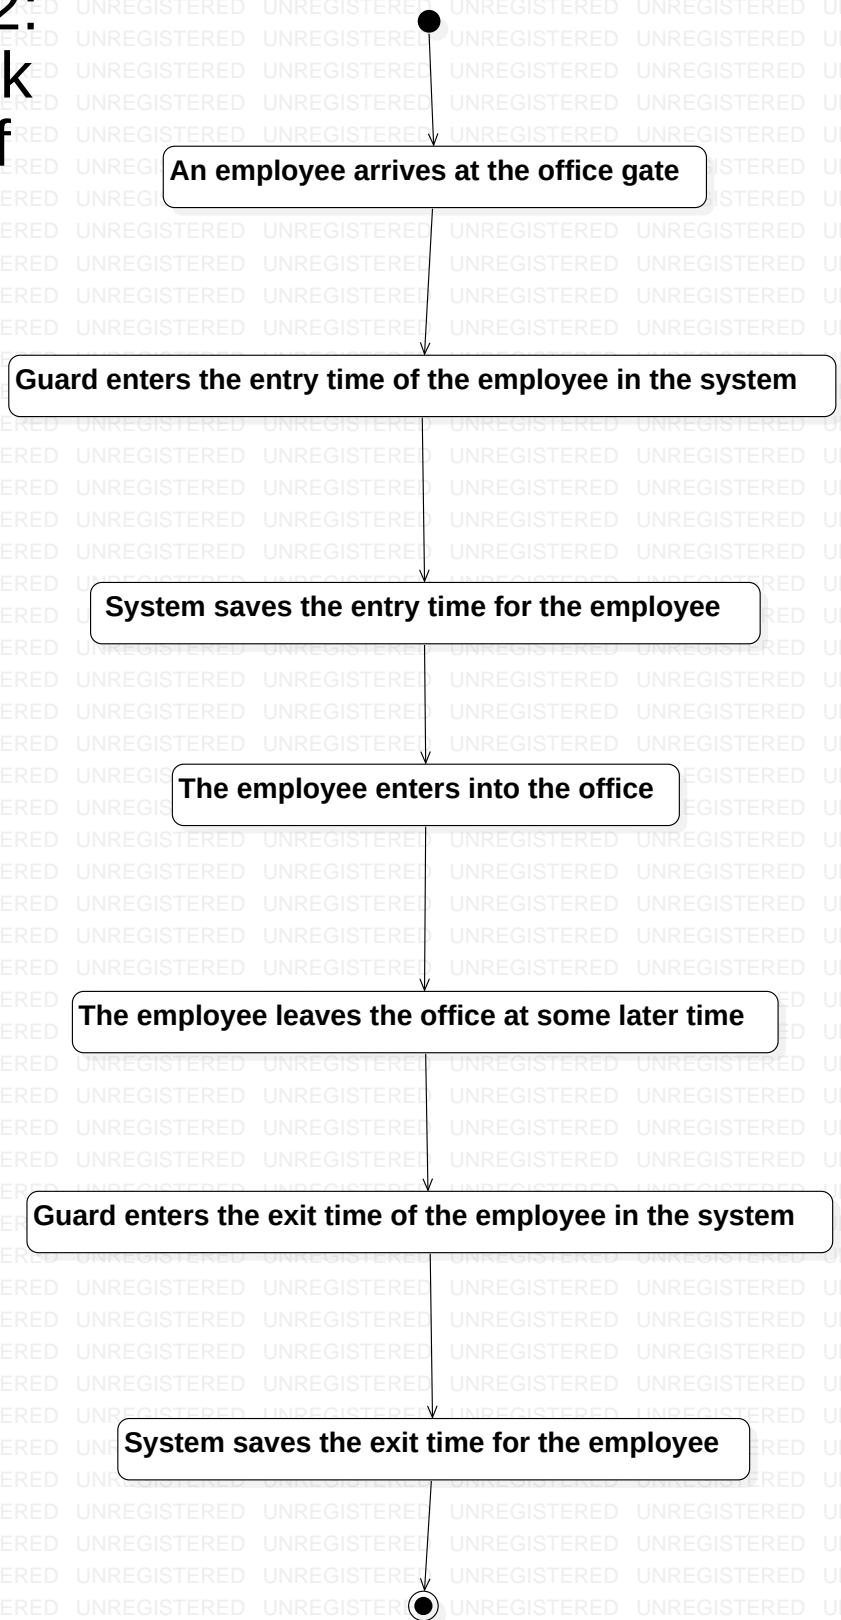 2:
k
f
An employee arrives at the office gate
Guard enters the entry time of the employee in the system
System saves the entry time for the employee
The employee enters into the office
The employee leaves the office at some later time
Guard enters the exit time of the employee in the system
System saves the exit time for the employee
UNREGISTERED